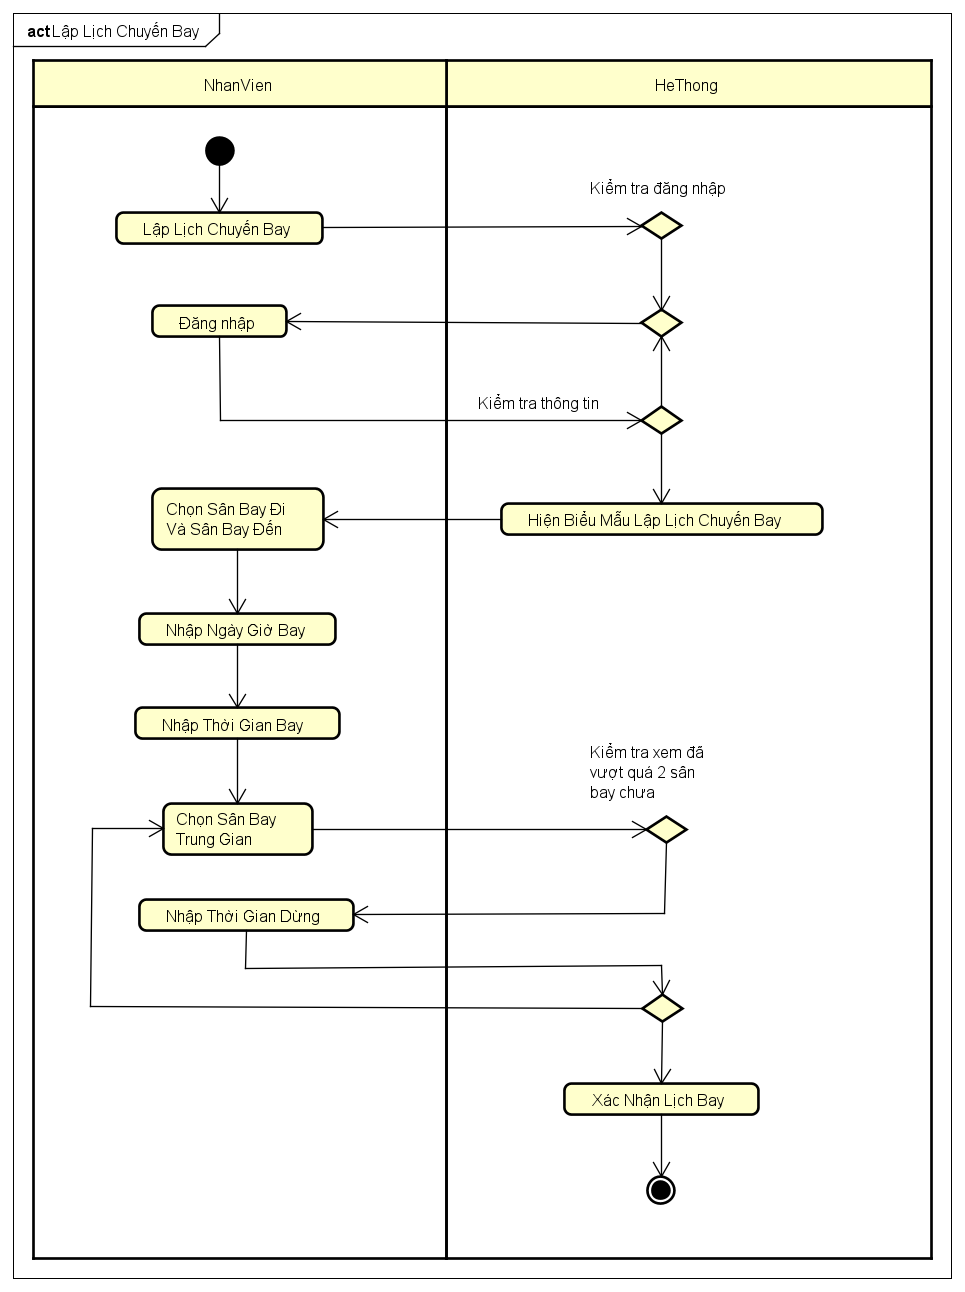 act Lập Lịch Chuyến Bay
NhanVien
HeThong
Kiểm tra đăng nhập
Lập Lịch Chuyến Bay
Đăng nhập
Kiểm tra thông tin
Chọn Sân Bay Đi
Và Sân Bay Đến
Hiện Biểu Mẫu Lập Lịch Chuyến Bay
Nhập Ngày Giờ Bay
Nhập Thời Gian Bay
Kiểm tra xem đã
vượt quá 2 sân
bay chưa
Chọn Sân Bay
Trung Gian
Nhập Thời Gian Dừng
Xác Nhận Lịch Bay